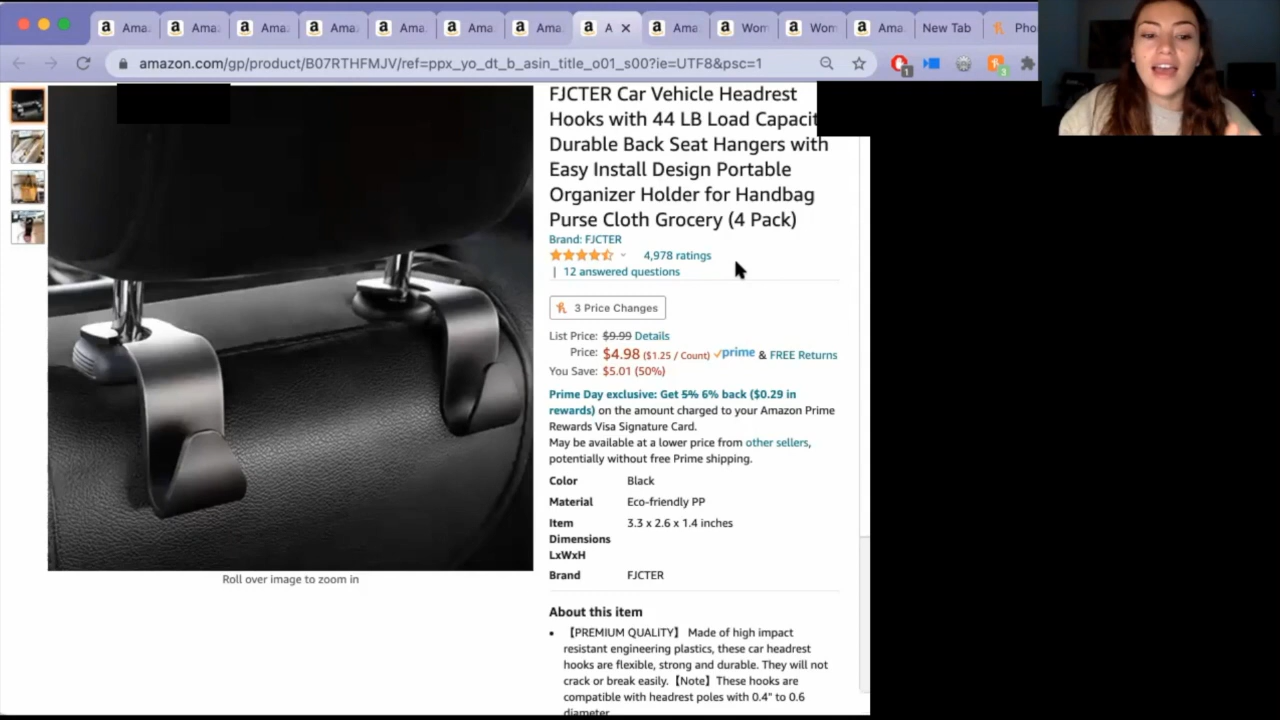 Ama Ama Ama Ama Ama Ama Ama A Ama Wom Wom Ama New Tab Pho
amazon.com/gp/product/B07RTHFMJV/ref=ppx_yo_dt_b_asin_title_o01_s00?ie=UTF8&psc=1
1
3
FJCTER Car Vehicle Headrest
Hooks with 44 LB Load Capacit
Durable Back Seat Hangers with
Easy Install Design Portable
Organizer Holder for Handbag
Purse Cloth Grocery (4 Pack)
Brand: FJCTER
4,978 ratings
| 12 answered questions
3 Price Changes
List Price: $9.99 Details
Price: $4.98 ($1.25 / Count) prime & FREE Returns
You Save: $5.01 (50%)
Prime Day exclusive: Get 5% 6% back ($0.29 in
rewards) on the amount charged to your Amazon Prime
Rewards Visa Signature Card.
May be available at a lower price from other sellers,
potentially without free Prime shipping.
Color Black
Material Eco-friendly PP
Item 3.3 x 2.6 x 1.4 inches
Dimensions
LxWxH
Brand FJCTER
Roll over image to zoom in
About this item
• 【PREMIUM QUALITY】 Made of high impact
resistant engineering plastics, these car headrest
hooks are flexible, strong and durable. They will not
crack or break easily.【Note】These hooks are
compatible with headrest poles with 0.4" to 0.6
diameter